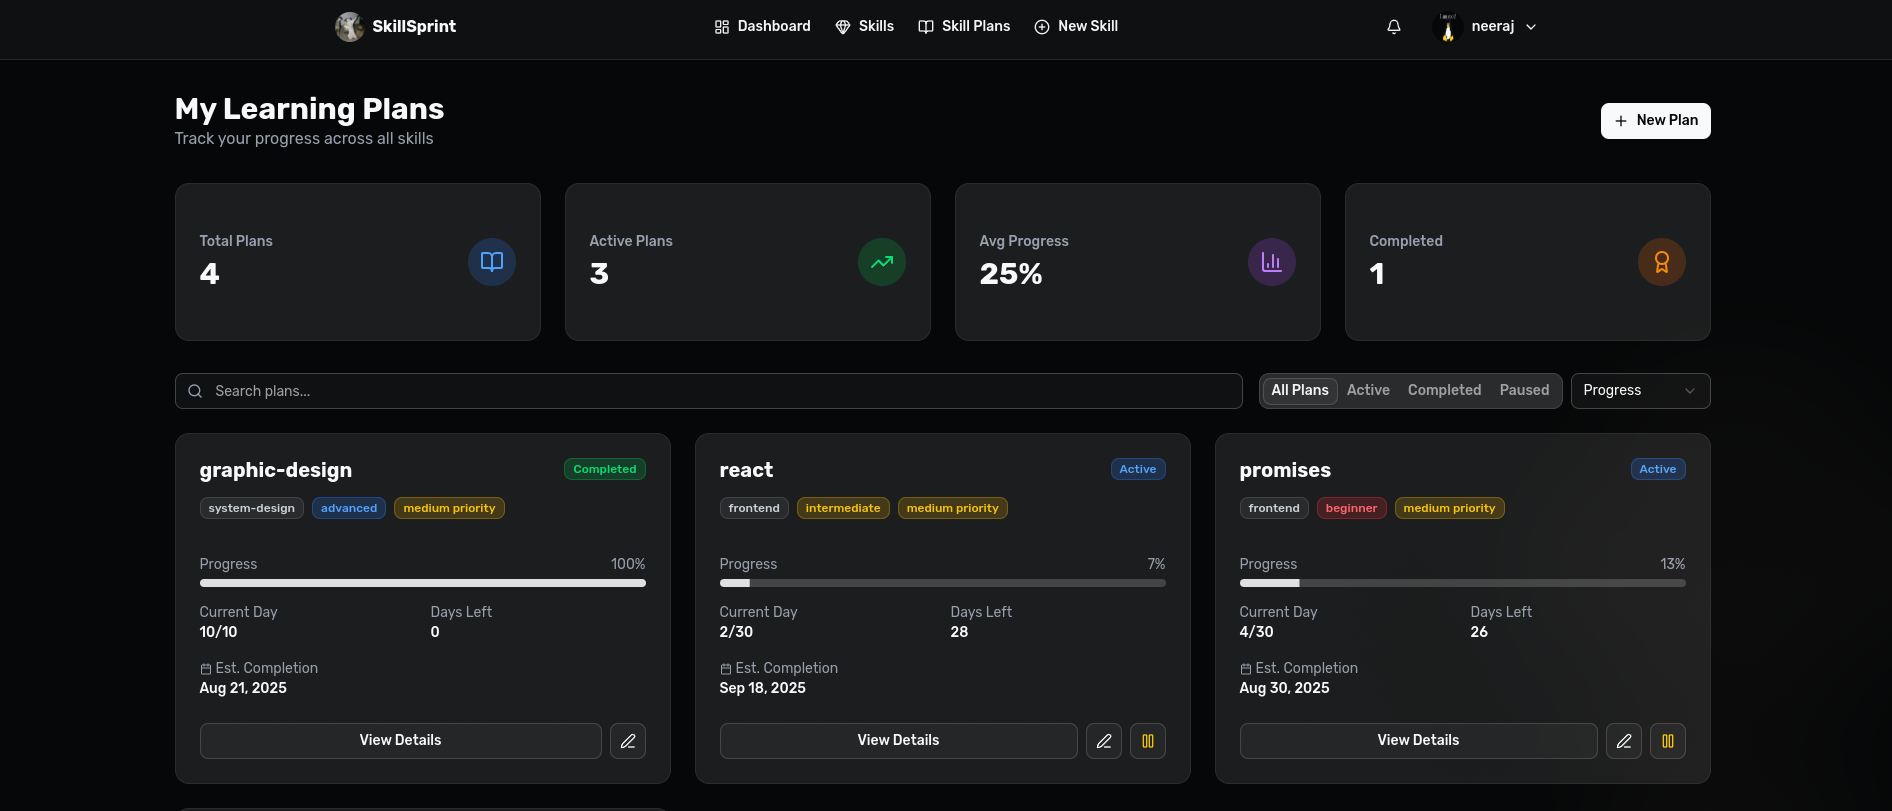 SkillSprint
Dashboard
Skills
Skill Plans
New Skill
neeraj
My Learning Plans
Track your progress across all skills
New Plan
Total Plans
4
Active Plans
3
Avg Progress
25%
Completed
1
Search plans...
All Plans
Active
Completed
Paused
Progress
graphic-design
Completed
system-design
advanced
medium priority
Progress
100%
Current Day
10/10
Days Left
0
Est. Completion
Aug 21, 2025
View Details
react
Active
frontend
intermediate
medium priority
Progress
7%
Current Day
2/30
Days Left
28
Est. Completion
Sep 18, 2025
View Details
promises
Active
frontend
beginner
medium priority
Progress
13%
Current Day
4/30
Days Left
26
Est. Completion
Aug 30, 2025
View Details